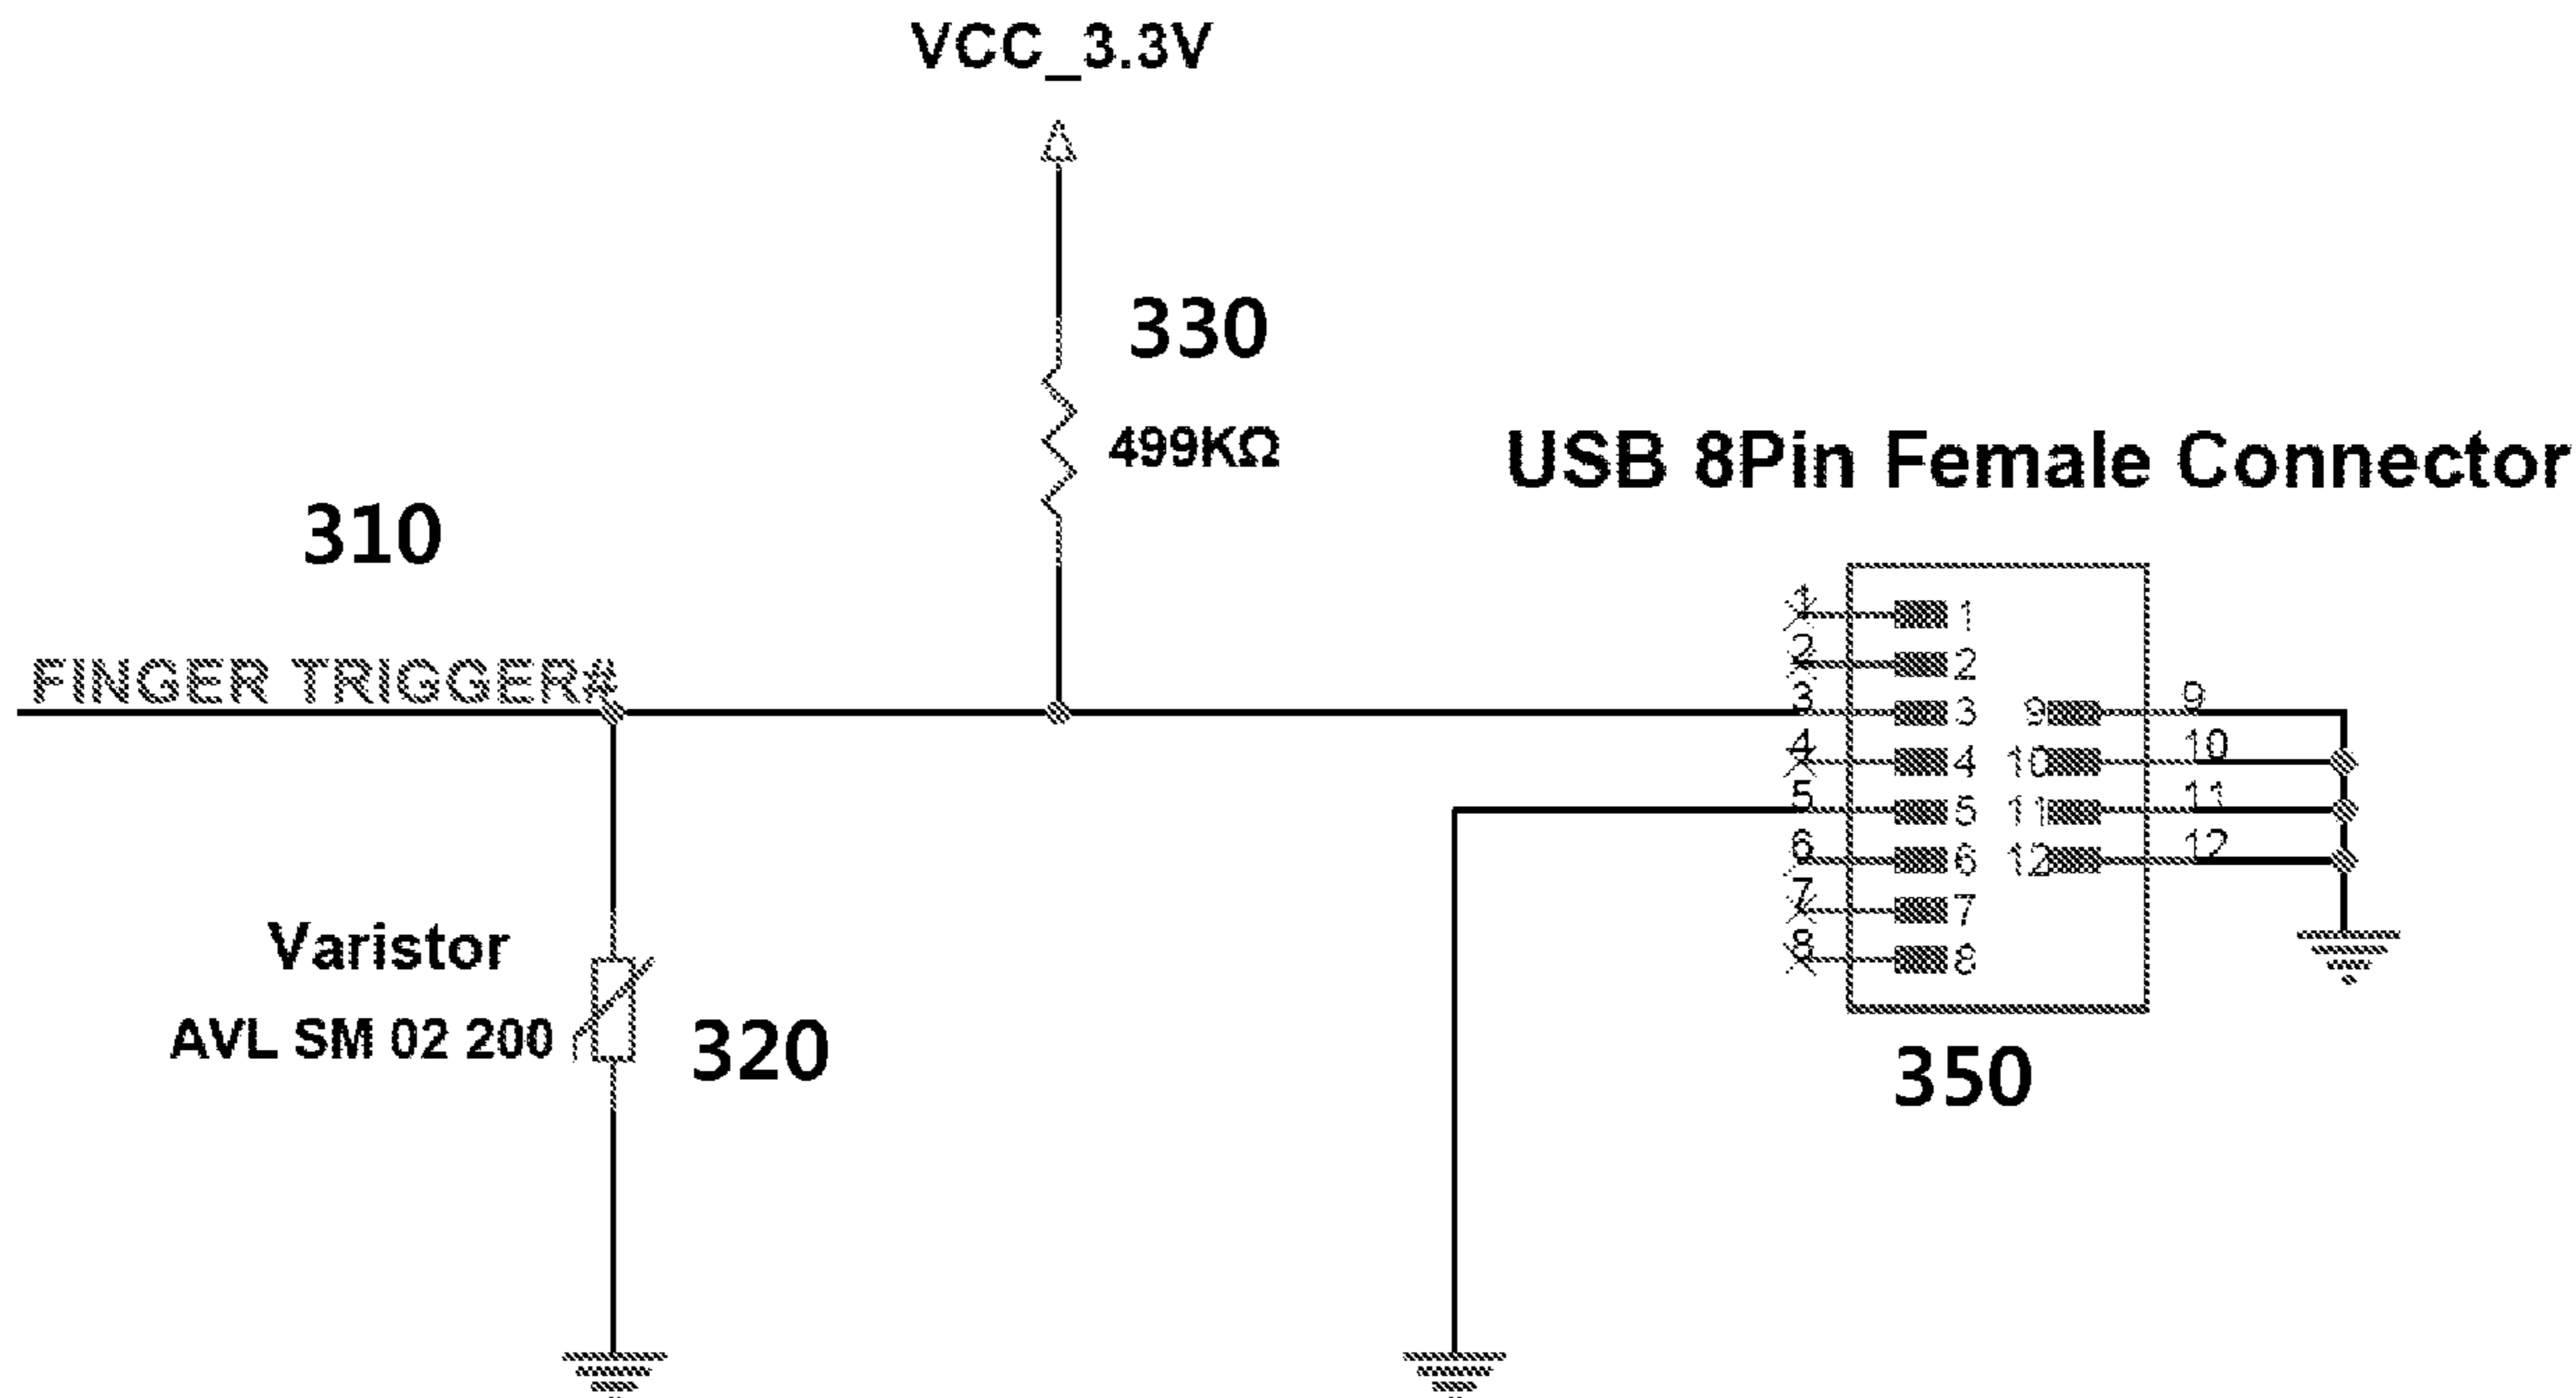 VCC_3.3V
330
499KΩ
USB 8Pin Female Connector
310
FINGER TRIGGER#
1 1
2 2
3 3 9 9
4 4 10 10
5 5 11 11
6 6 12 12
7 7
8 8
Varistor
AVL SM 02 200
320
350